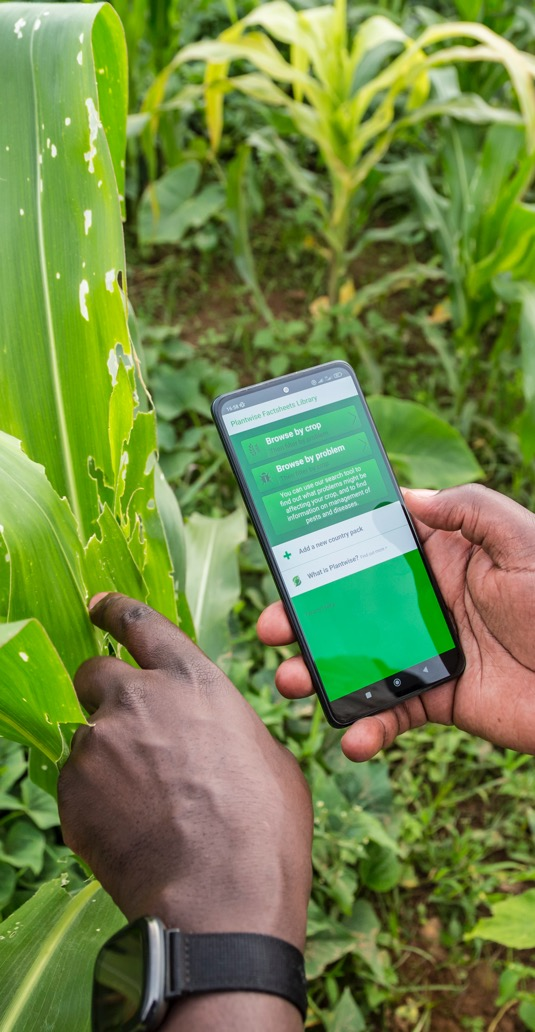 Plantwise Factsheets Library
Browse by crop
Browse by problem
You can use our search tool to
find out what problems might be
affecting your crop, and to find
information on management of
pests and diseases.
Add a new country pack
What is Plantwise?